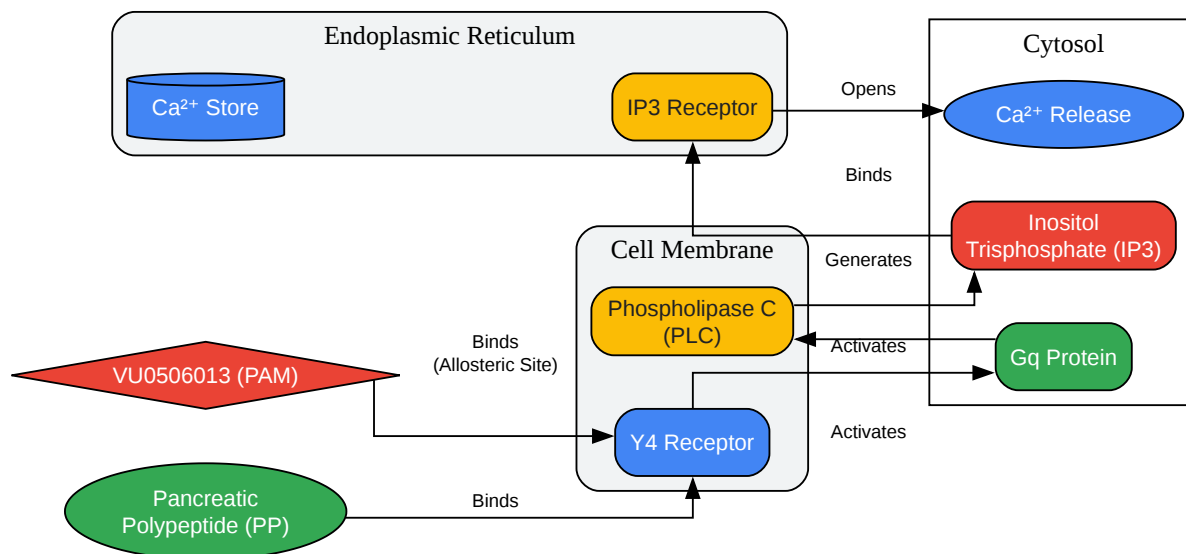 Endoplasmic Reticulum
Cytosol
Ca²⁺ Store
IP3 Receptor
Opens
Ca²⁺ Release
Binds
Inositol
Trisphosphate (IP3)
Cell Membrane
Generates
Phospholipase C
(PLC)
Activates
Gq Protein
Binds
(Allosteric Site)
VU0506013 (PAM)
Y4 Receptor
Activates
Pancreatic
Polypeptide (PP)
Binds